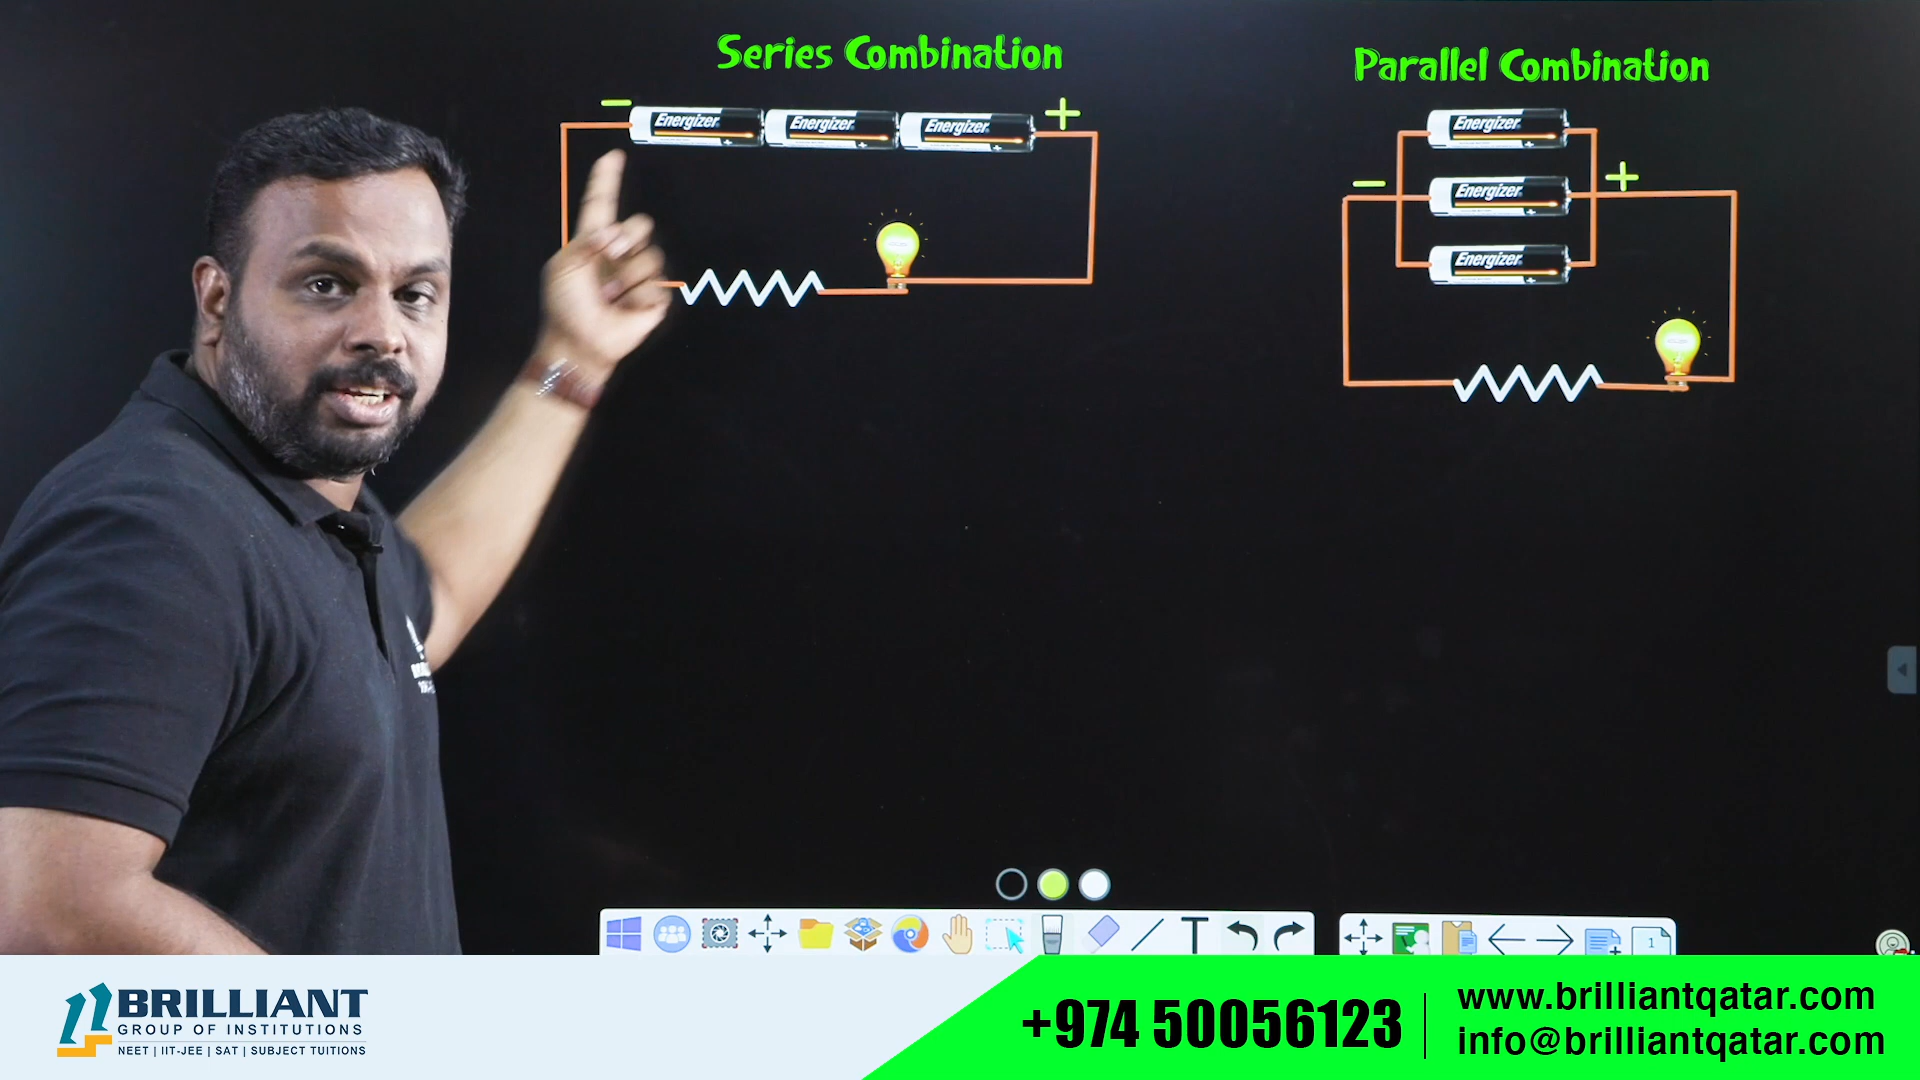 Series Combination
Parallel Combination
−
+
Energizer
Energizer
Energizer
+
+
+
−
+
Energizer
Energizer
Energizer
+
+
+
T
1
BRILLIANT
GROUP OF INSTITUTIONS
NEET | IIT-JEE | SAT | SUBJECT TUITIONS
+974 50056123
www.brilliantqatar.com
info@brilliantqatar.com